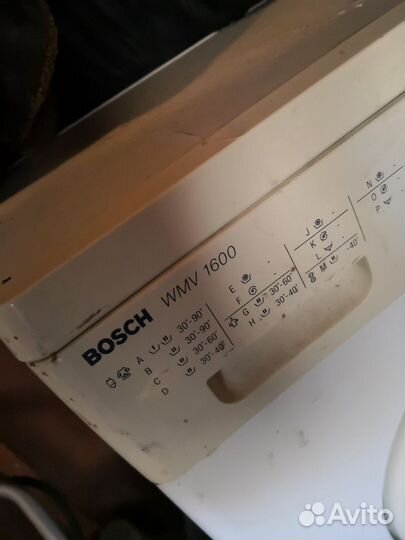 BOSCH WMV 1600
A 30°-90°
B 30°-90°
C - 30°-60°
D 30°-40°
E -
F -
G 30°-60°
H 30°-40°
J -
K -
L -
M -40°
N -
O -
P -
Avito